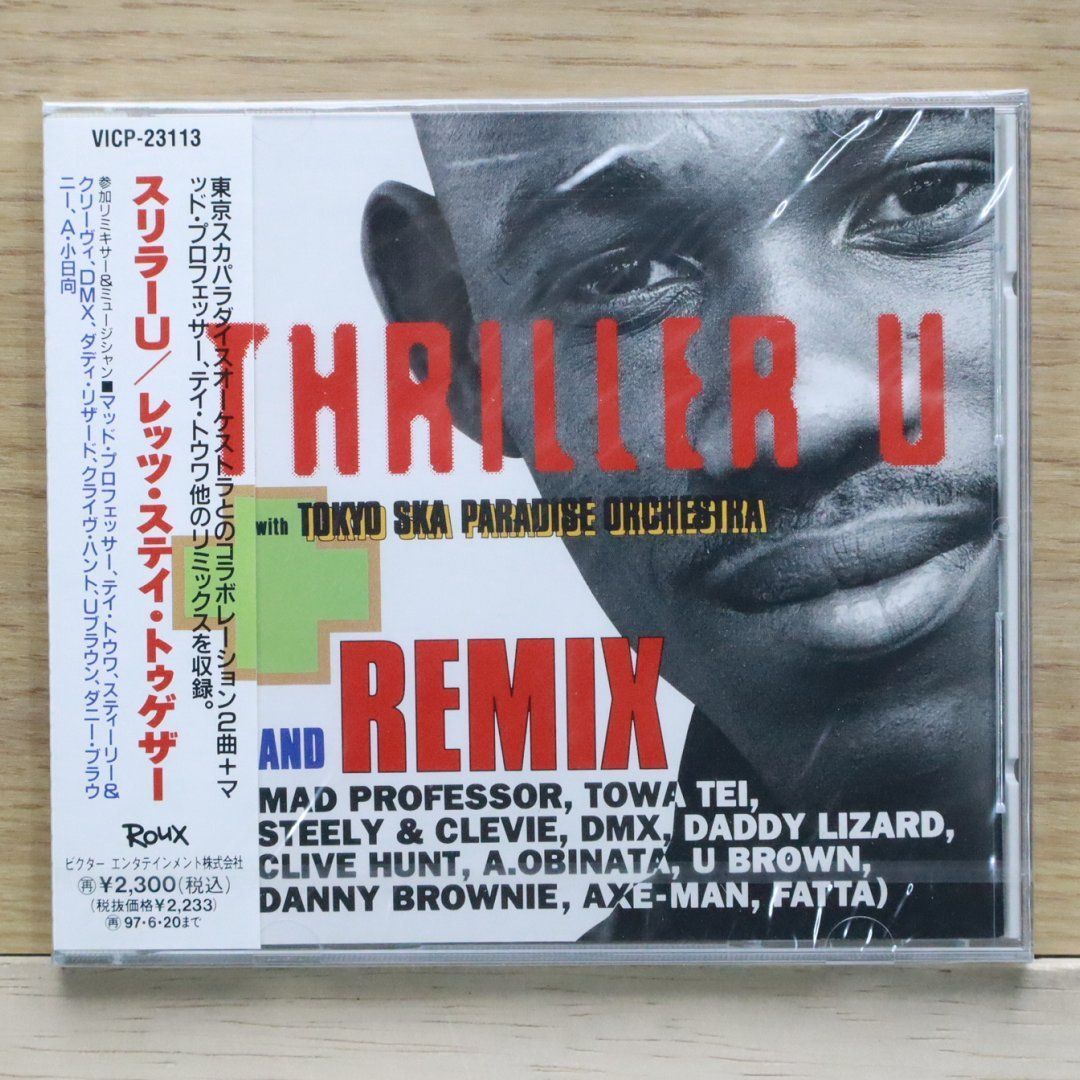 VICP-23113
東京スカパラダイスオーケストラとのコラボレーション2曲+マ
ッド・プロフェッサー、テイ・トウワ他のリミックスを収録。
スリラーU/レッツ・ステイ・トゥゲザー
参加リミキサー&ミュージシャン■マッド・プロフェッサー、テイ・トウワ、スティーリー&
クリーヴィ、DMX、ダディ・リザード、クライヴ・ハント、Uブラウン、ダニー・ブラウ
ニー、A・小日向
Roux
ビクター エンタテインメント株式会社
再¥2,300(税込)
(税抜価格¥2,233)
再97・6・20まで
THRILLER U
with TOKYO SKA PARADISE ORCHESTRA
AND REMIX
MAD PROFESSOR, TOWA TEI,
STEELY & CLEVIE, DMX, DADDY LIZARD,
CLIVE HUNT, A.OBINATA, U BROWN,
DANNY BROWNIE, AXE-MAN, FATTA)